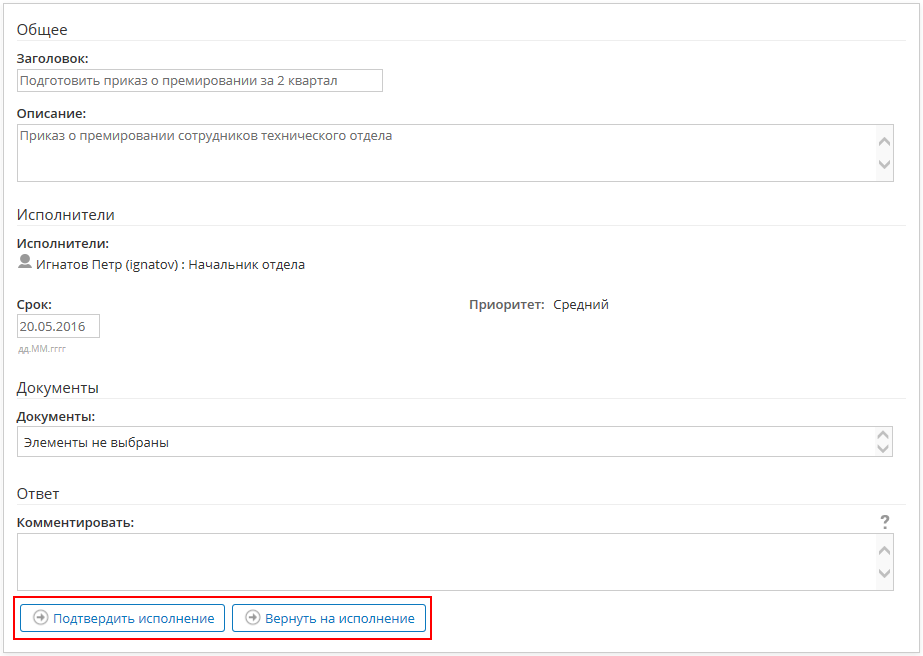 Общее
Заголовок:
Подготовить приказ о премировании за 2 квартал
Описание:
Приказ о премировании сотрудников технического отдела
Исполнители
Исполнители:
Игнатов Петр (ignatov) : Начальник отдела
Срок:
Приоритет: Средний
20.05.2016
дд.ММ.гггг
Документы
Документы:
Элементы не выбраны
Ответ
Комментировать:
?
Подтвердить исполнение
Вернуть на исполнение